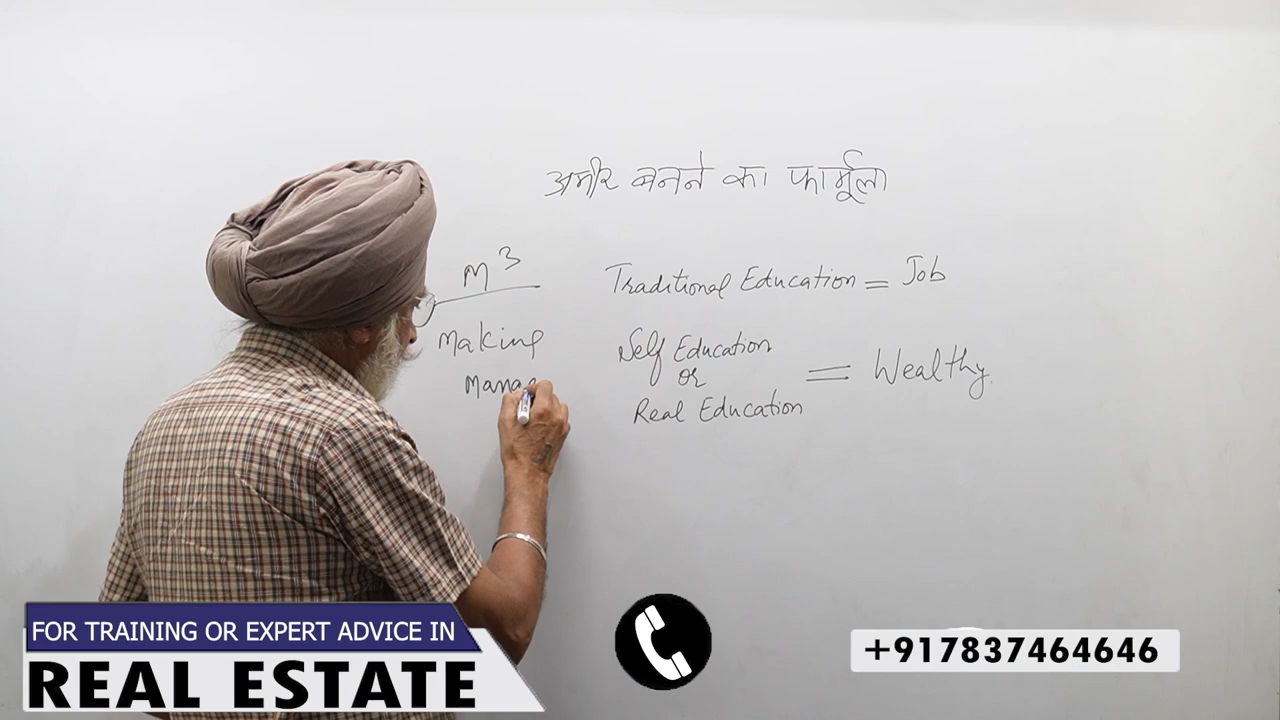 अमीर बनने का फार्मूला
M³
Making
Manag
Traditional Education = Job
Self Education
or
Real Education
= Wealthy
FOR TRAINING OR EXPERT ADVICE IN
REAL ESTATE
+917837464646